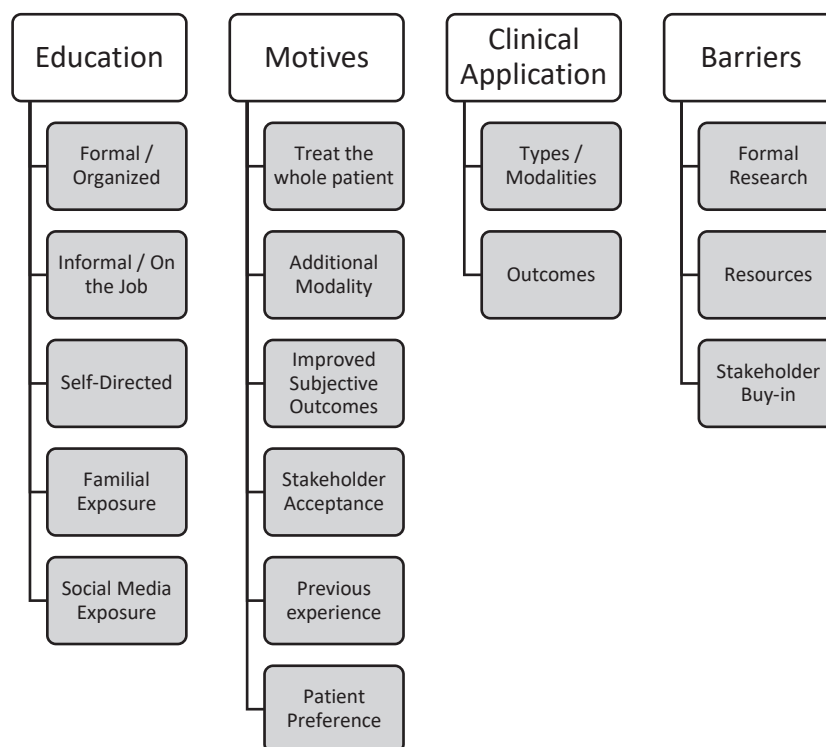 Education
Formal /
Organized
Informal / On
the Job
Self-Directed
Familial
Exposure
Social Media
Exposure
Motives
Treat the
whole patient
Additional
Modality
Improved
Subjective
Outcomes
Stakeholder
Acceptance
Previous
experience
Patient
Preference
Clinical
Application
Types /
Modalities
Outcomes
Barriers
Formal
Research
Resources
Stakeholder
Buy-in